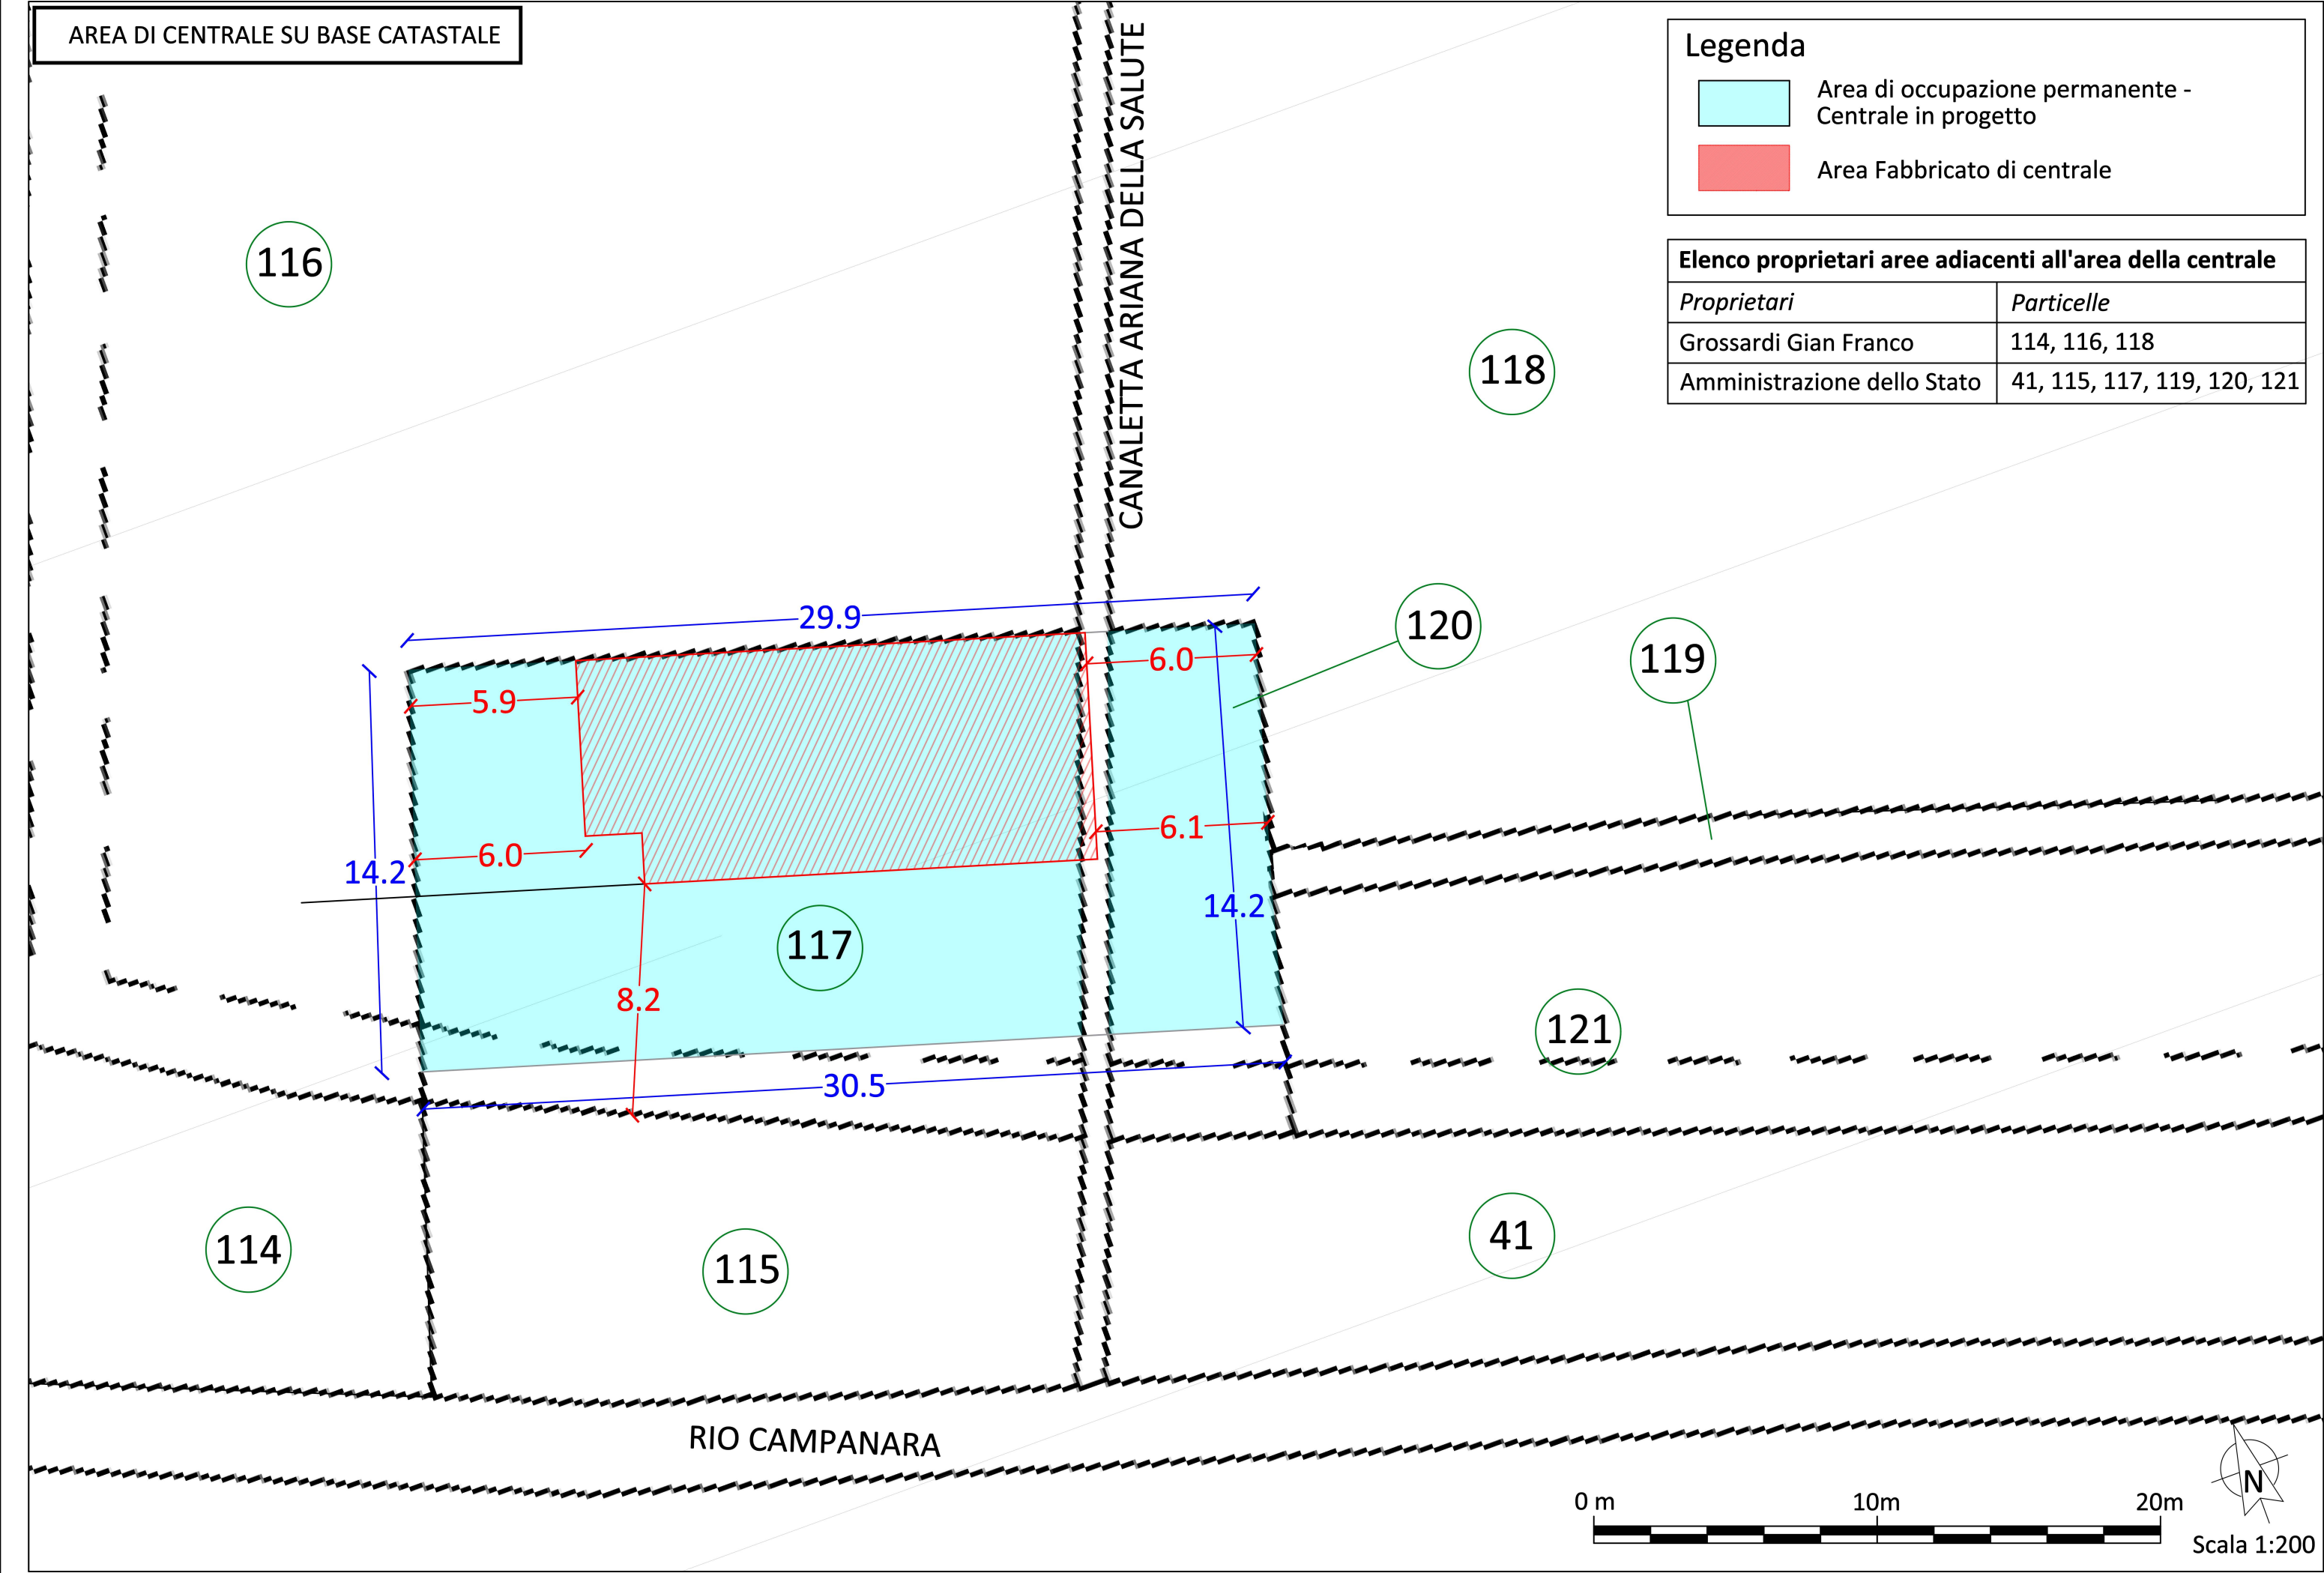 AREA DI CENTRALE SU BASE CATASTALE
CANALETTA ARIANA DELLA SALUTE
Legenda
Area di occupazione permanente -
Centrale in progetto
Area Fabbricato di centrale
Elenco proprietari aree adiacenti all'area della centrale
Proprietari Particelle
Grossardi Gian Franco 114, 116, 118
Amministrazione dello Stato 41, 115, 117, 119, 120, 121
116
118
29.9
120
119
6.0
5.9
6.1
6.0
14.2
14.2
117
8.2
121
30.5
114
115
41
RIO CAMPANARA
0 m 10m 20m
N
Scala 1:200